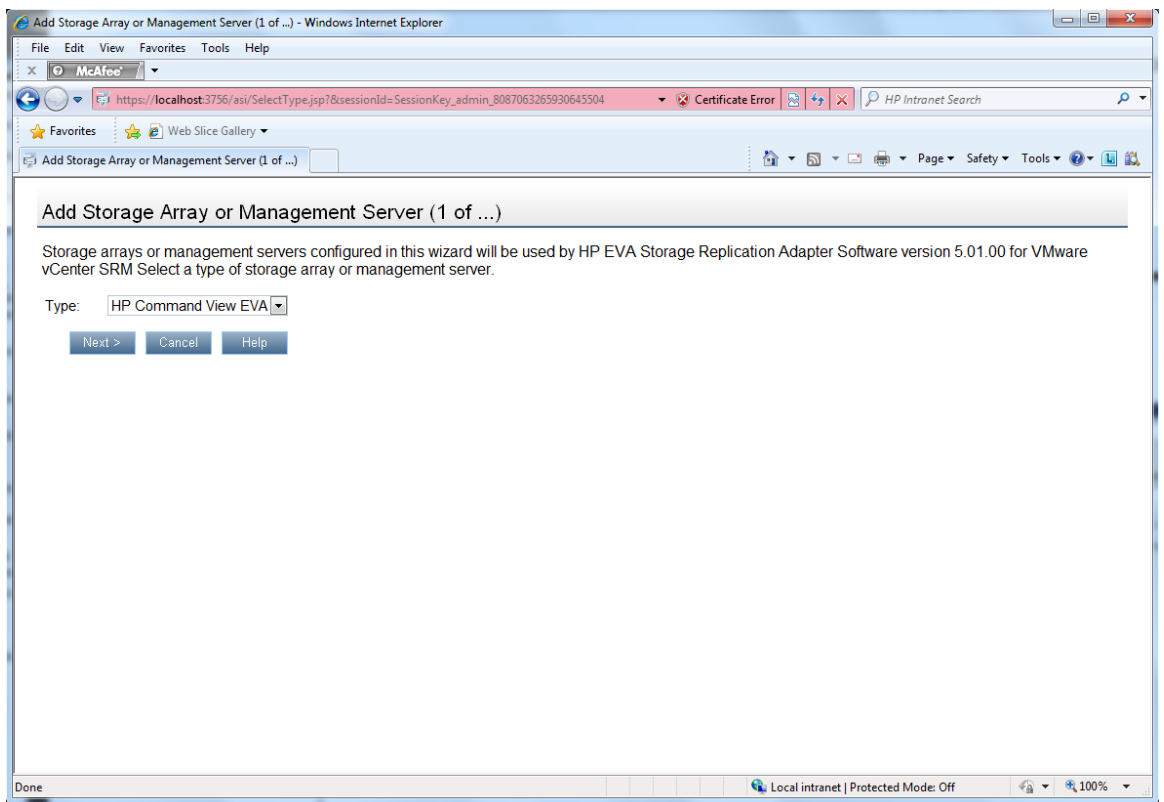 Add Storage Array or Management Server (1 of ...) - Windows Internet Explorer
File Edit View Favorites Tools Help
x McAfee
https://localhost:3756/asi/SelectType.jsp?&sessionId=SessionKey_admin_8087063265930645504 Certificate Error HP Intranet Search
Favorites Web Slice Gallery
Add Storage Array or Management Server (1 of ...) Page Safety Tools
Add Storage Array or Management Server (1 of ...)
Storage arrays or management servers configured in this wizard will be used by HP EVA Storage Replication Adapter Software version 5.01.00 for VMware
vCenter SRM Select a type of storage array or management server.
Type: HP Command View EVA
Next > Cancel Help
Done Local intranet | Protected Mode: Off 100%